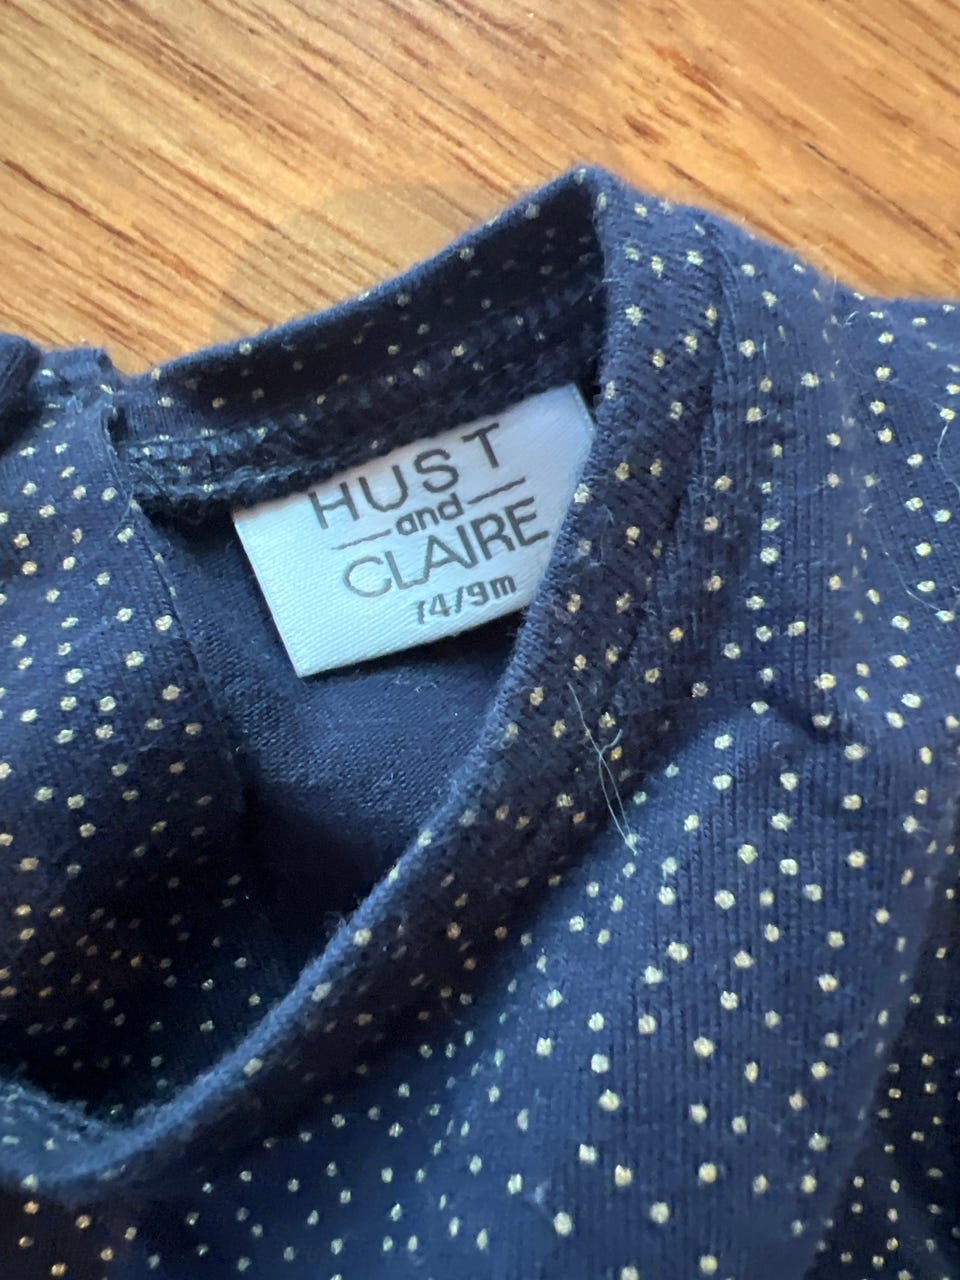 HUST
and
CLAIRE
74/9m